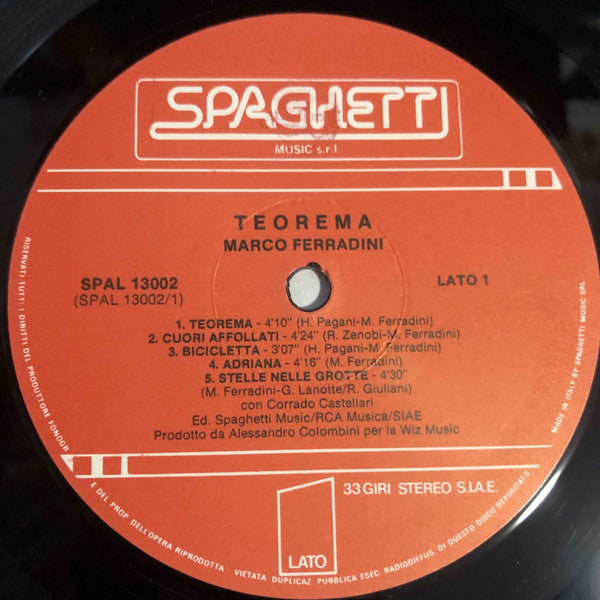 SPAGHETTI
MUSIC s.r.l.
TEOREMA
MARCO FERRADINI
SPAL 13002
(SPAL 13002/1)
LATO 1
1. TEOREMA - 4'10" (H. Pagani-M. Ferradini)
2. CUORI AFFOLLATI - 4'24" (R. Zenobi-M. Ferradini)
3. BICICLETTA - 3'07" (H. Pagani-M. Ferradini)
4. ADRIANA - 4'16" (M. Ferradini)
5. STELLE NELLE GROTTE - 4'30"
(M. Ferradini-G. Lanotte/R. Giuliani)
con Corrado Castellari
Ed. Spaghetti Music/RCA Musica/SIAE
Prodotto da Alessandro Colombini per la Wiz Music
1
LATO
33 GIRI STEREO S.I.A.E.
RISERVATI TUTTI I DIRITTI DEL PRODUTTORE FONOGR. E DEL PROP. DELL'OPERA RIPRODOTTA - VIETATA DUPLICAZ. PUBBLICA ESEC. RADIODIFFUS. DI QUESTO DISCO DEPOSITATO
MADE IN ITALY BY SPAGHETTI MUSIC SRL